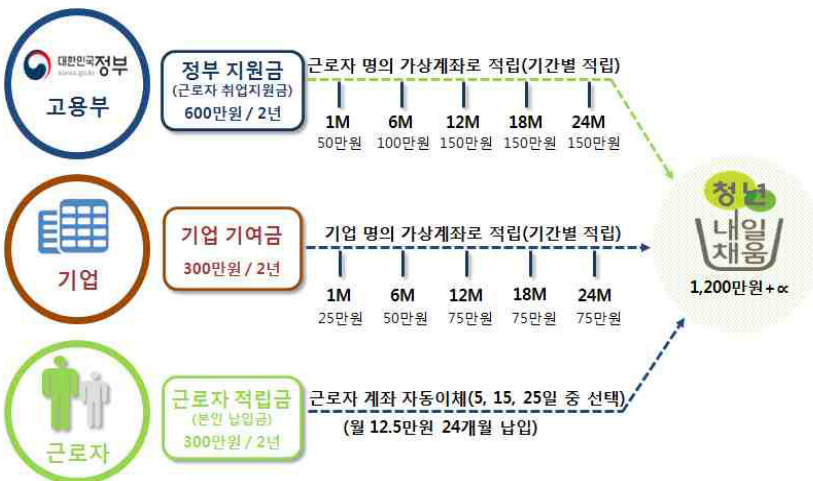 대한민국정부
korea.go.kr
고용부
정부 지원금
(근로자 취업지원금)
600만원 / 2년
근로자 명의 가상계좌로 적립(기간별 적립)
1M 6M 12M 18M 24M
50만원 100만원 150만원 150만원 150만원
기업
기업 기여금
300만원 / 2년
기업 명의 가상계좌로 적립(기간별 적립)
1M 6M 12M 18M 24M
25만원 50만원 75만원 75만원 75만원
청년
내일
채움
1,200만원+∝
근로자
근로자 적립금
(본인 납입금)
300만원 / 2년
근로자 계좌 자동이체(5, 15, 25일 중 선택)
(월 12.5만원 24개월 납입)